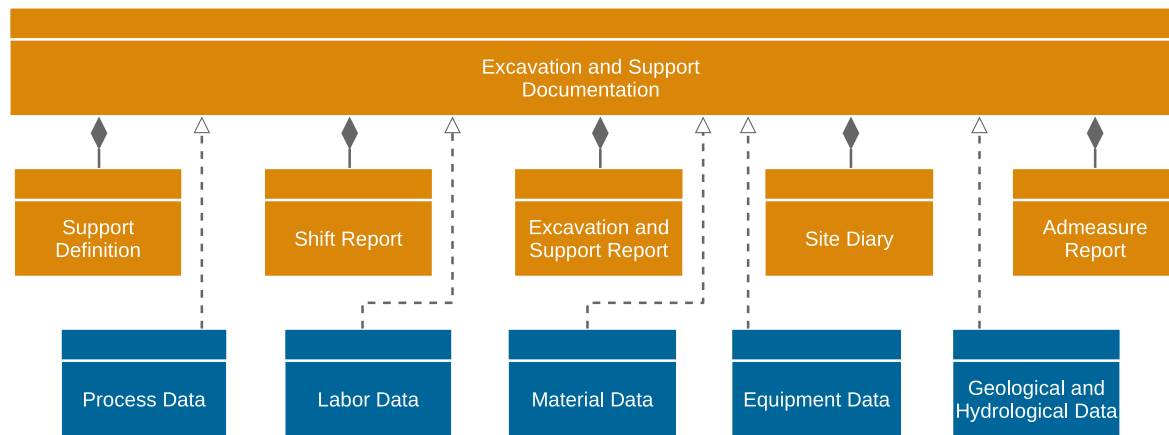 Excavation and Support
Documentation
Support
Definition
Shift Report
Excavation and
Support Report
Site Diary
Admeasure
Report
Process Data
Labor Data
Material Data
Equipment Data
Geological and
Hydrological Data